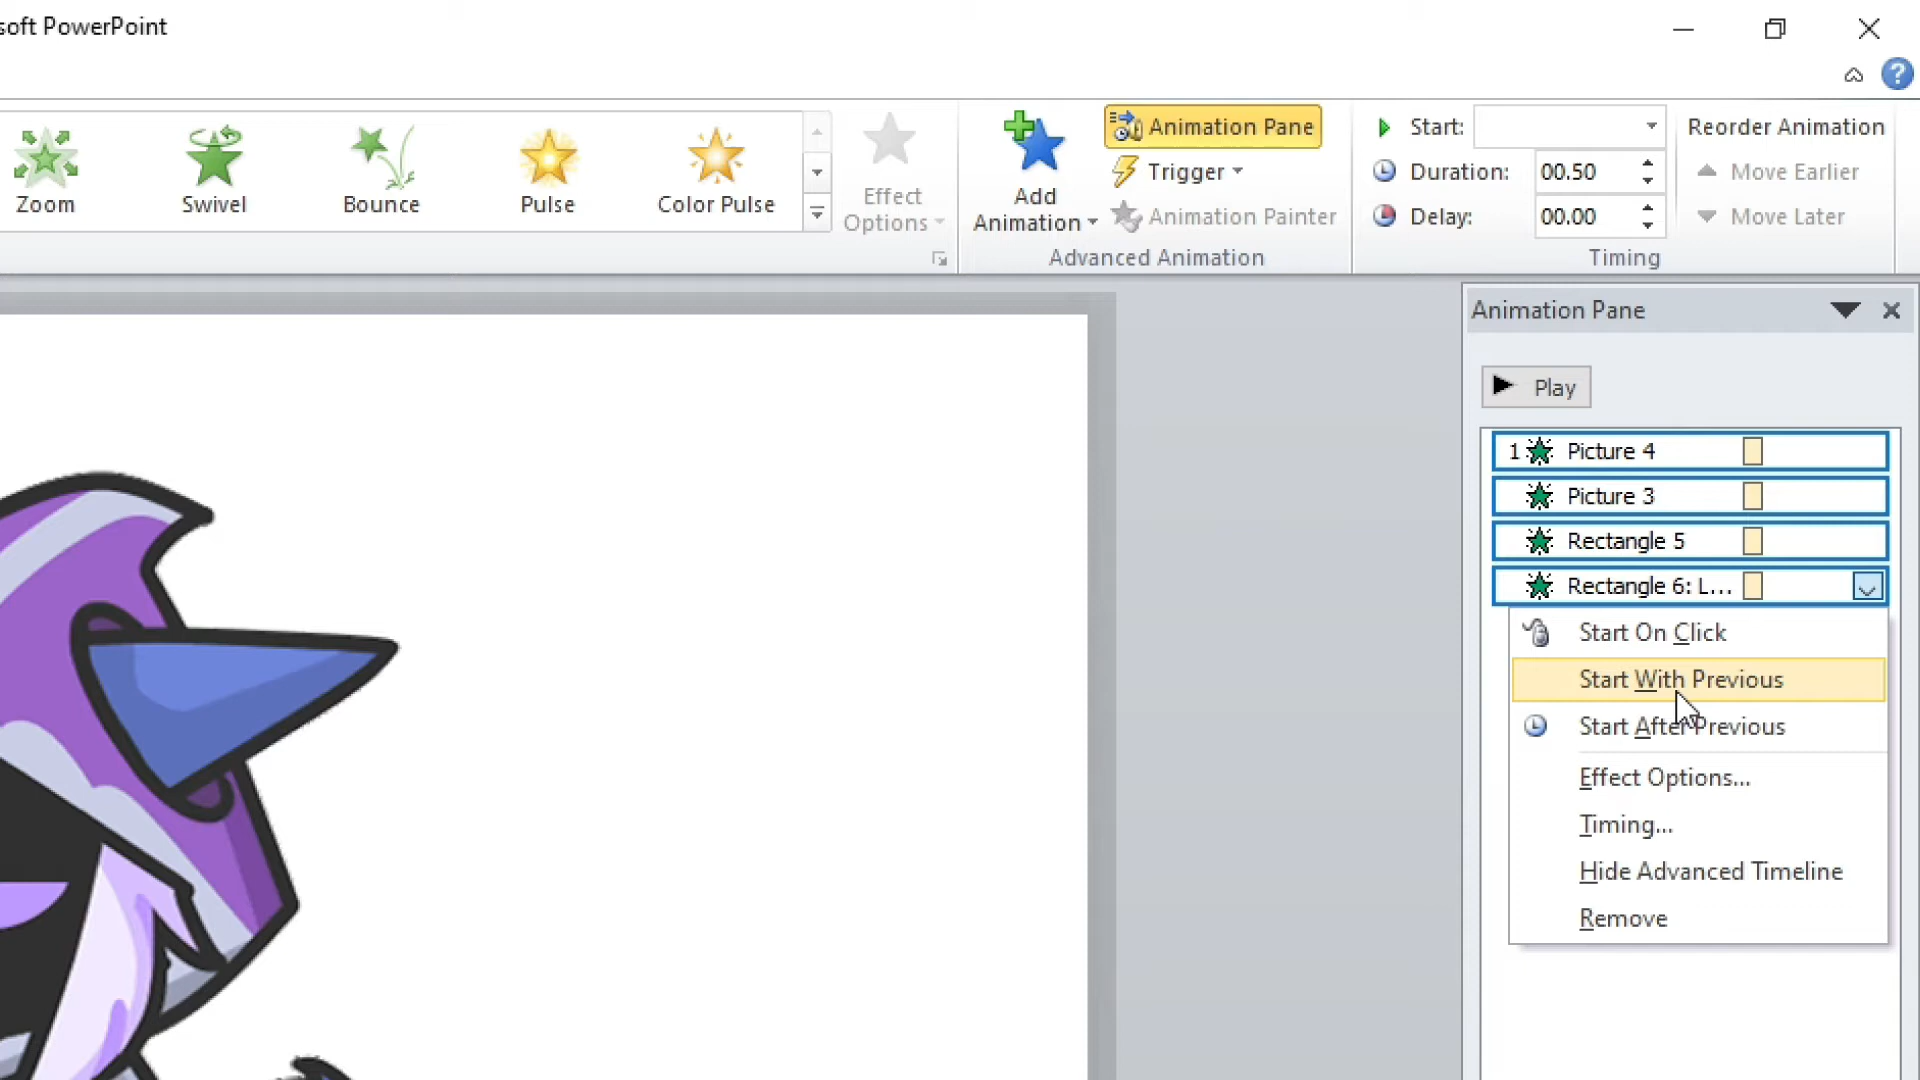 soft PowerPoint
Zoom
Swivel
Bounce
Pulse
Color Pulse
Effect
Options
Add
Animation
Animation Pane
Trigger
Animation Painter
Advanced Animation
Start:
Duration: 00.50
Delay: 00.00
Reorder Animation
Move Earlier
Move Later
Timing
Animation Pane
Play
1 Picture 4
Picture 3
Rectangle 5
Rectangle 6: L...
Start On Click
Start With Previous
Start After Previous
Effect Options...
Timing...
Hide Advanced Timeline
Remove